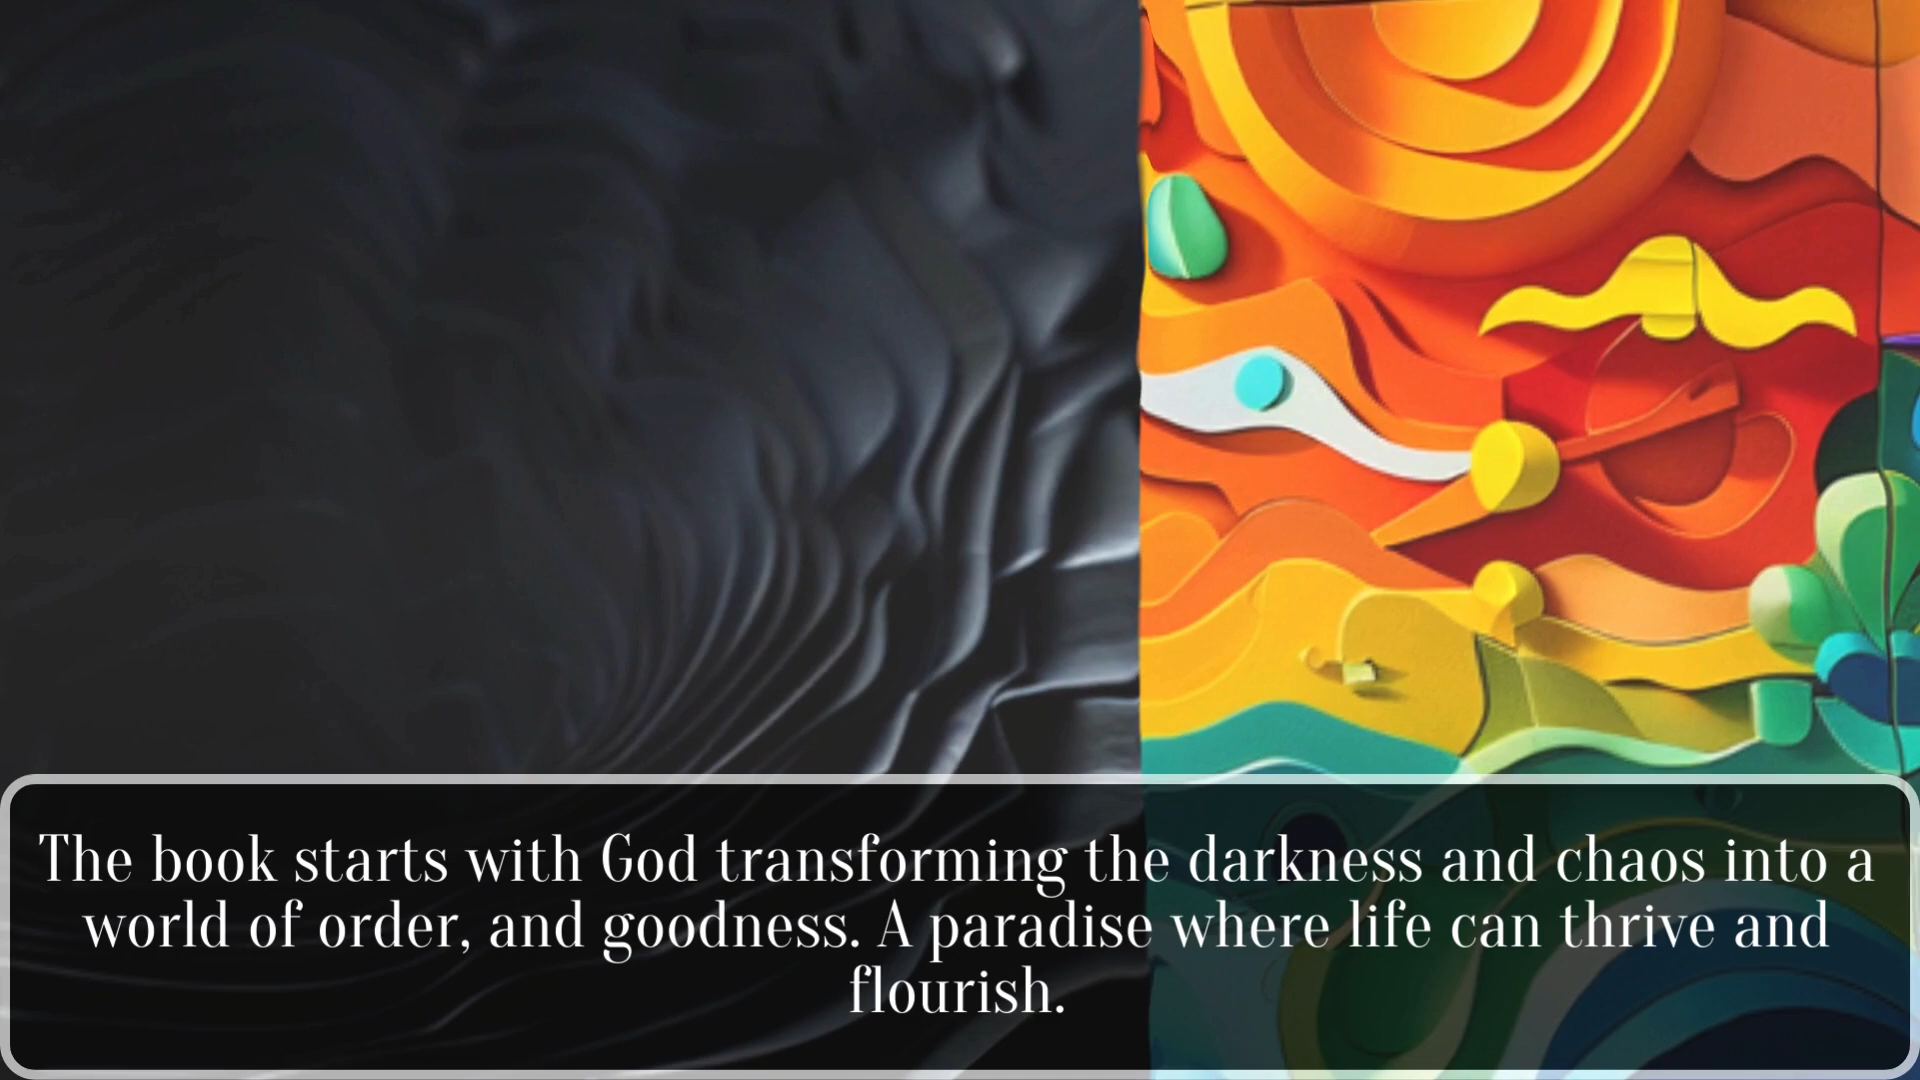 The book starts with God transforming the darkness and chaos into a
world of order, and goodness. A paradise where life can thrive and
flourish.